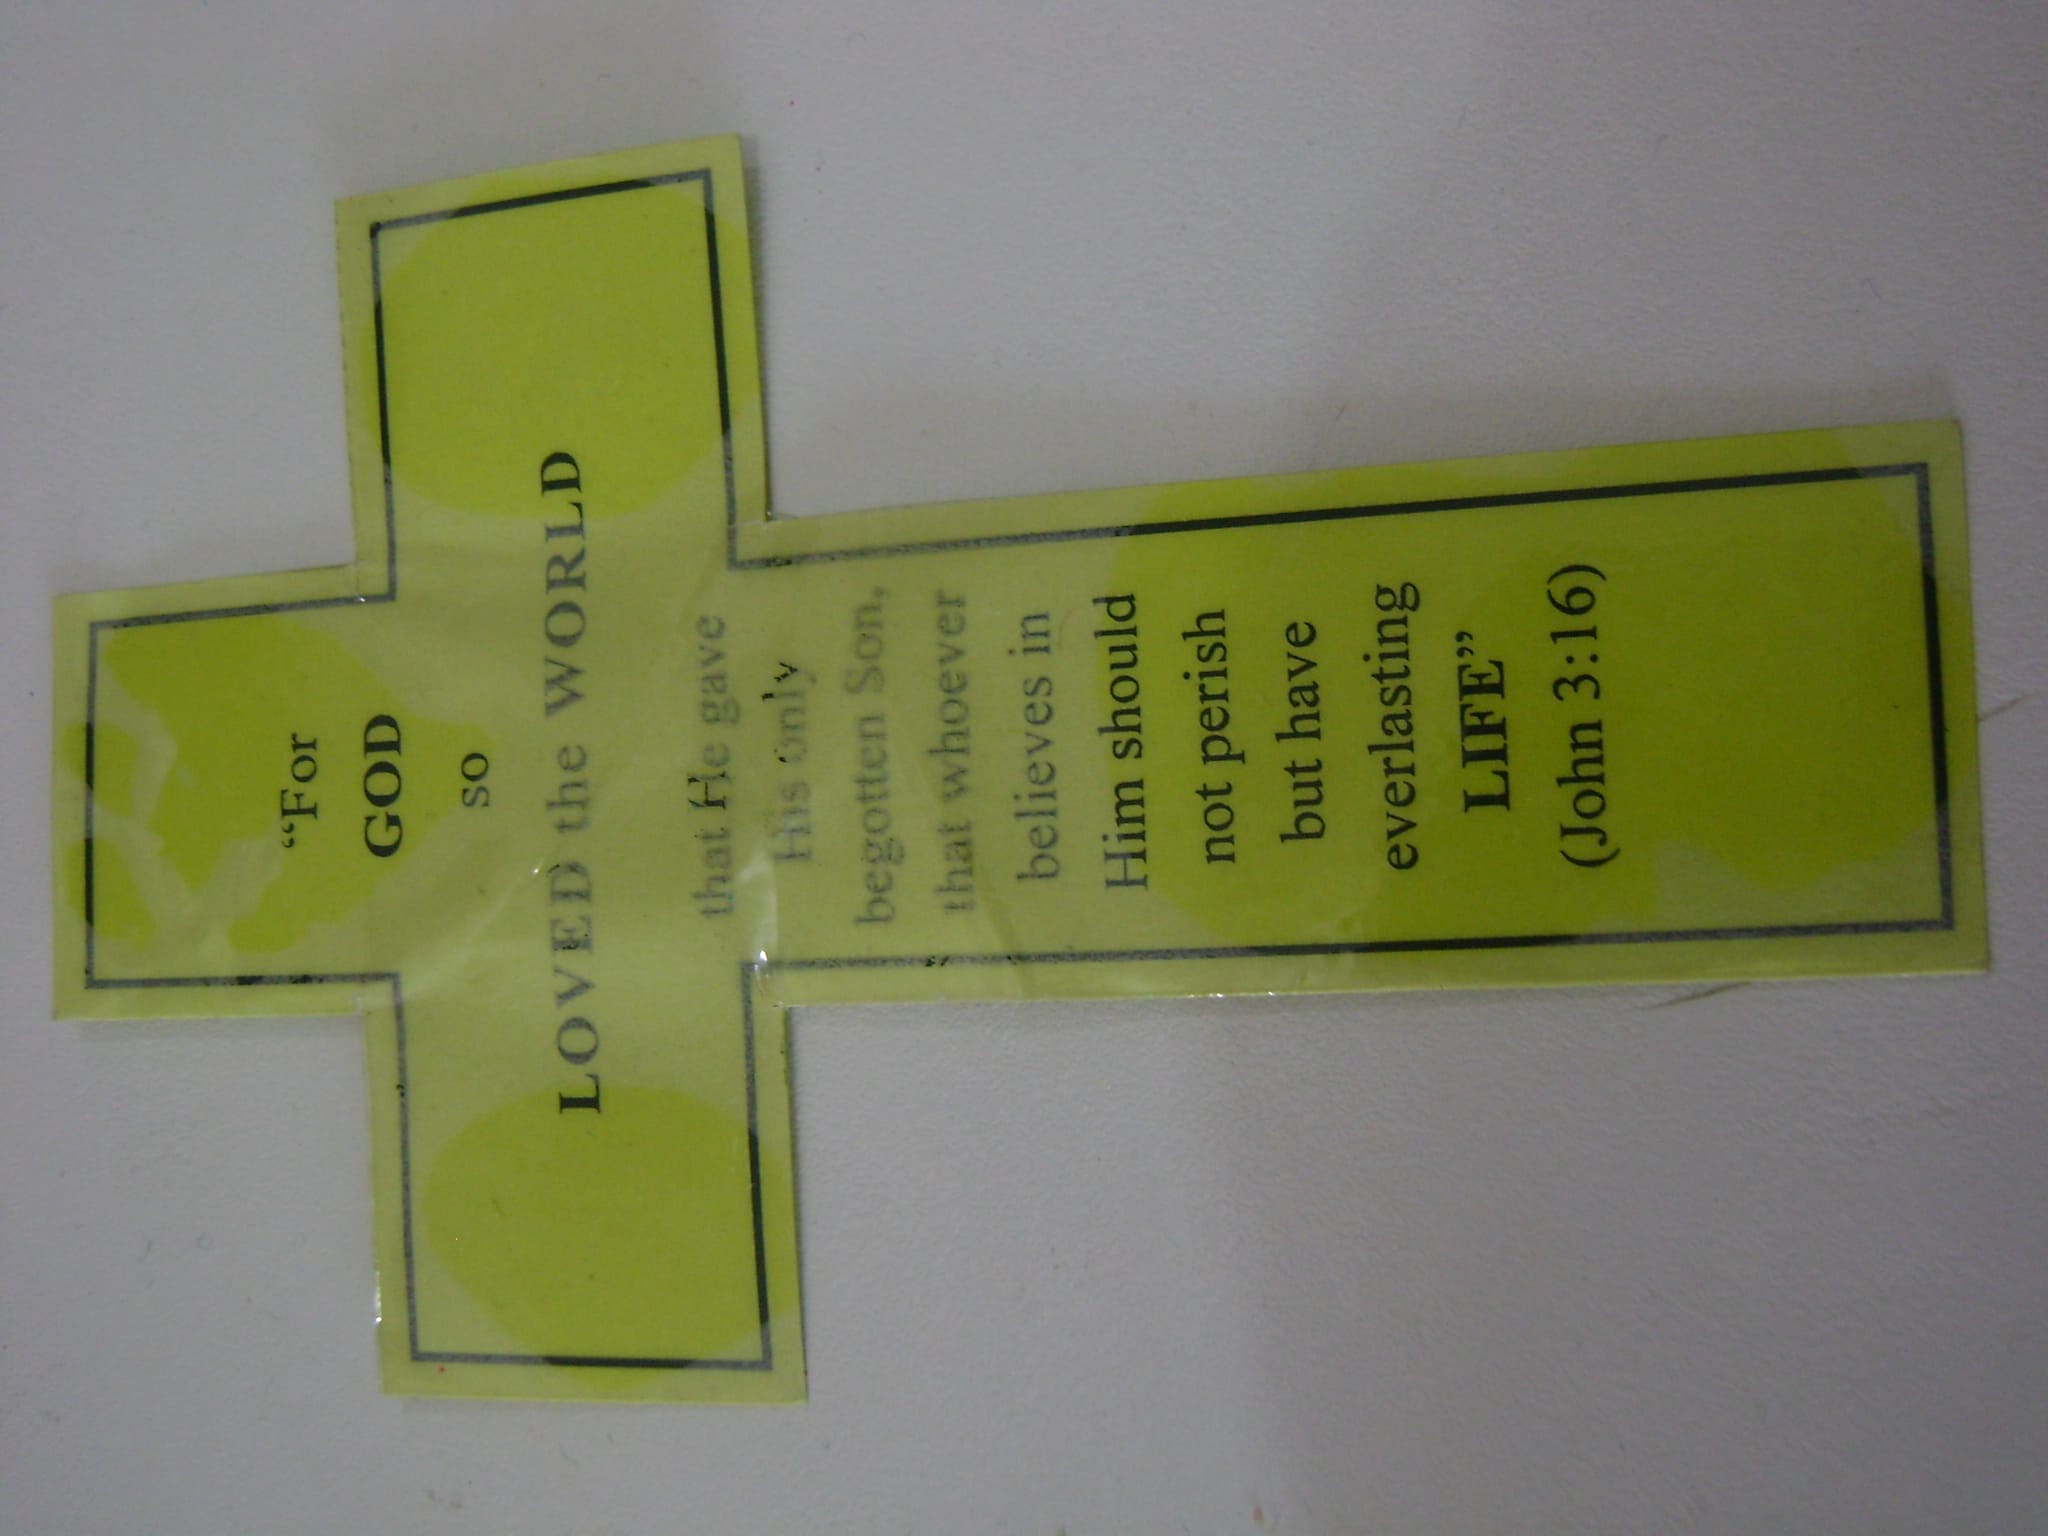 “For
GOD
so
LOVED the WORLD
that He gave
His only
begotten Son,
that whoever
believes in
Him should
not perish
but have
everlasting
LIFE”
(John 3:16)